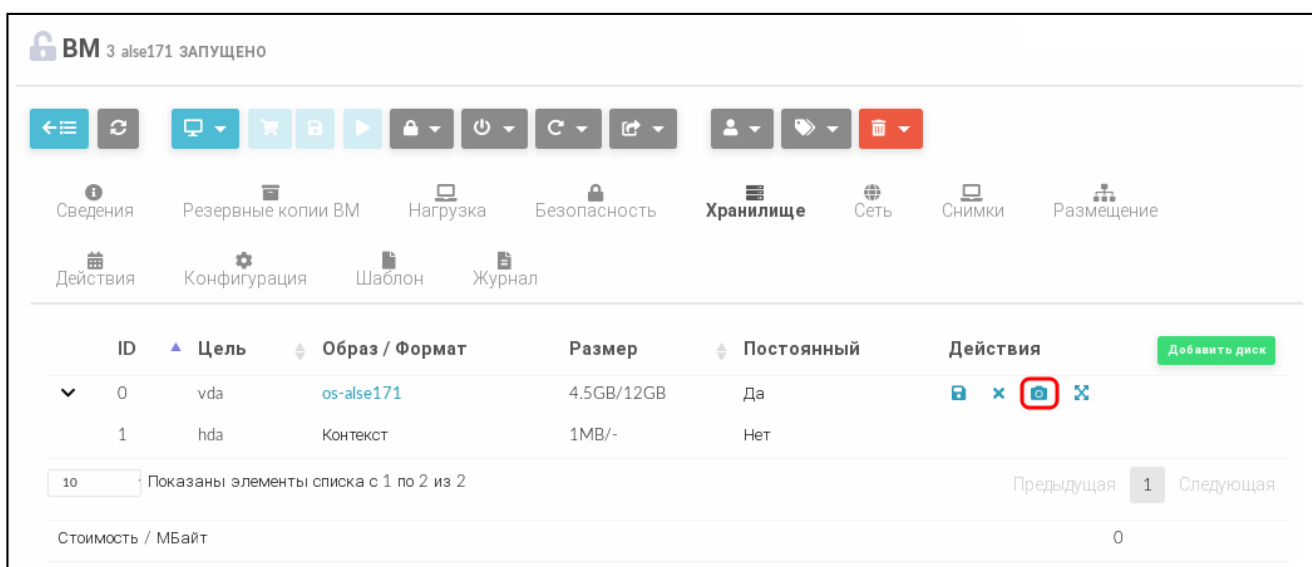 ВМ 3 alse171 ЗАПУЩЕНО
Сведения Резервные копии ВМ Нагрузка Безопасность Хранилище Сеть Снимки Размещение
Действия Конфигурация Шаблон Журнал
ID Цель Образ / Формат Размер Постоянный Действия Добавить диск
0 vda os-alse171 4.5GB/12GB Да
1 hda Контекст 1MB/- Нет
10 Показаны элементы списка с 1 по 2 из 2 Предыдущая 1 Следующая
Стоимость / МБайт 0